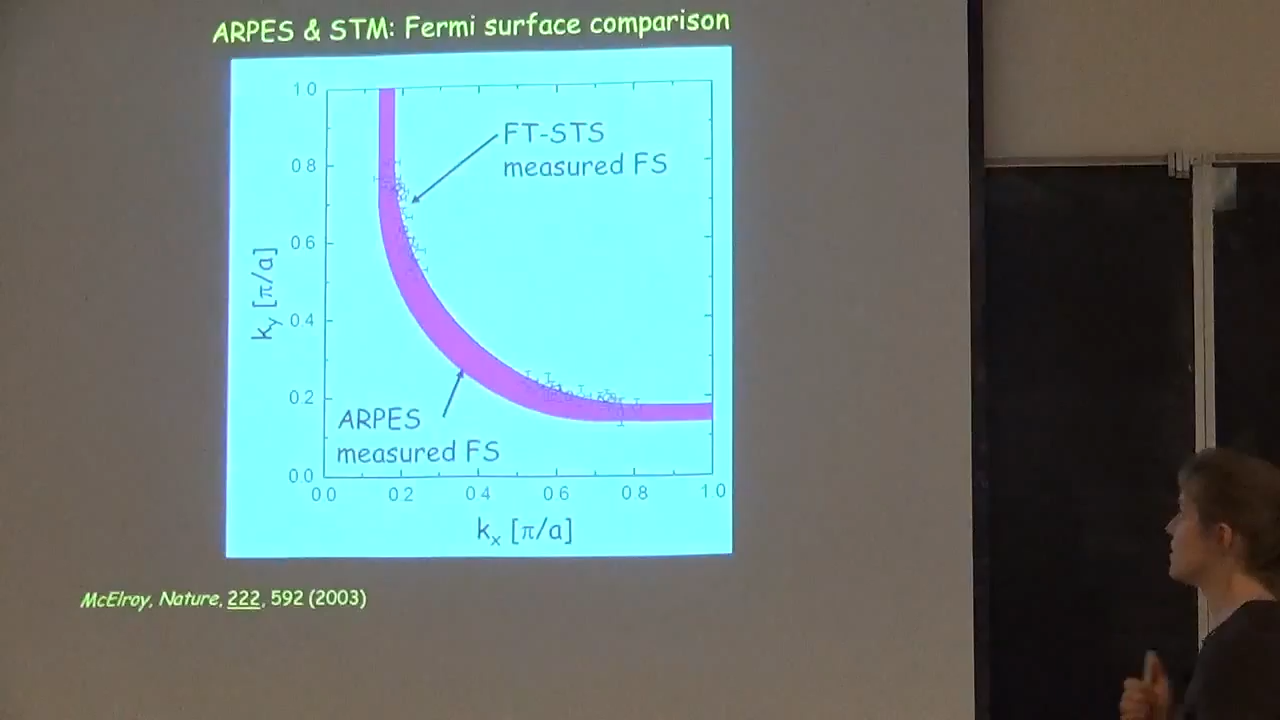 ARPES & STM: Fermi surface comparison
1.0
FT-STS
measured FS
0.8
0.6
ky [π/a]
0.4
0.2
ARPES
measured FS
0.0
0.0 0.2 0.4 0.6 0.8 1.0
kx [π/a]
McElroy, Nature, 222, 592 (2003)